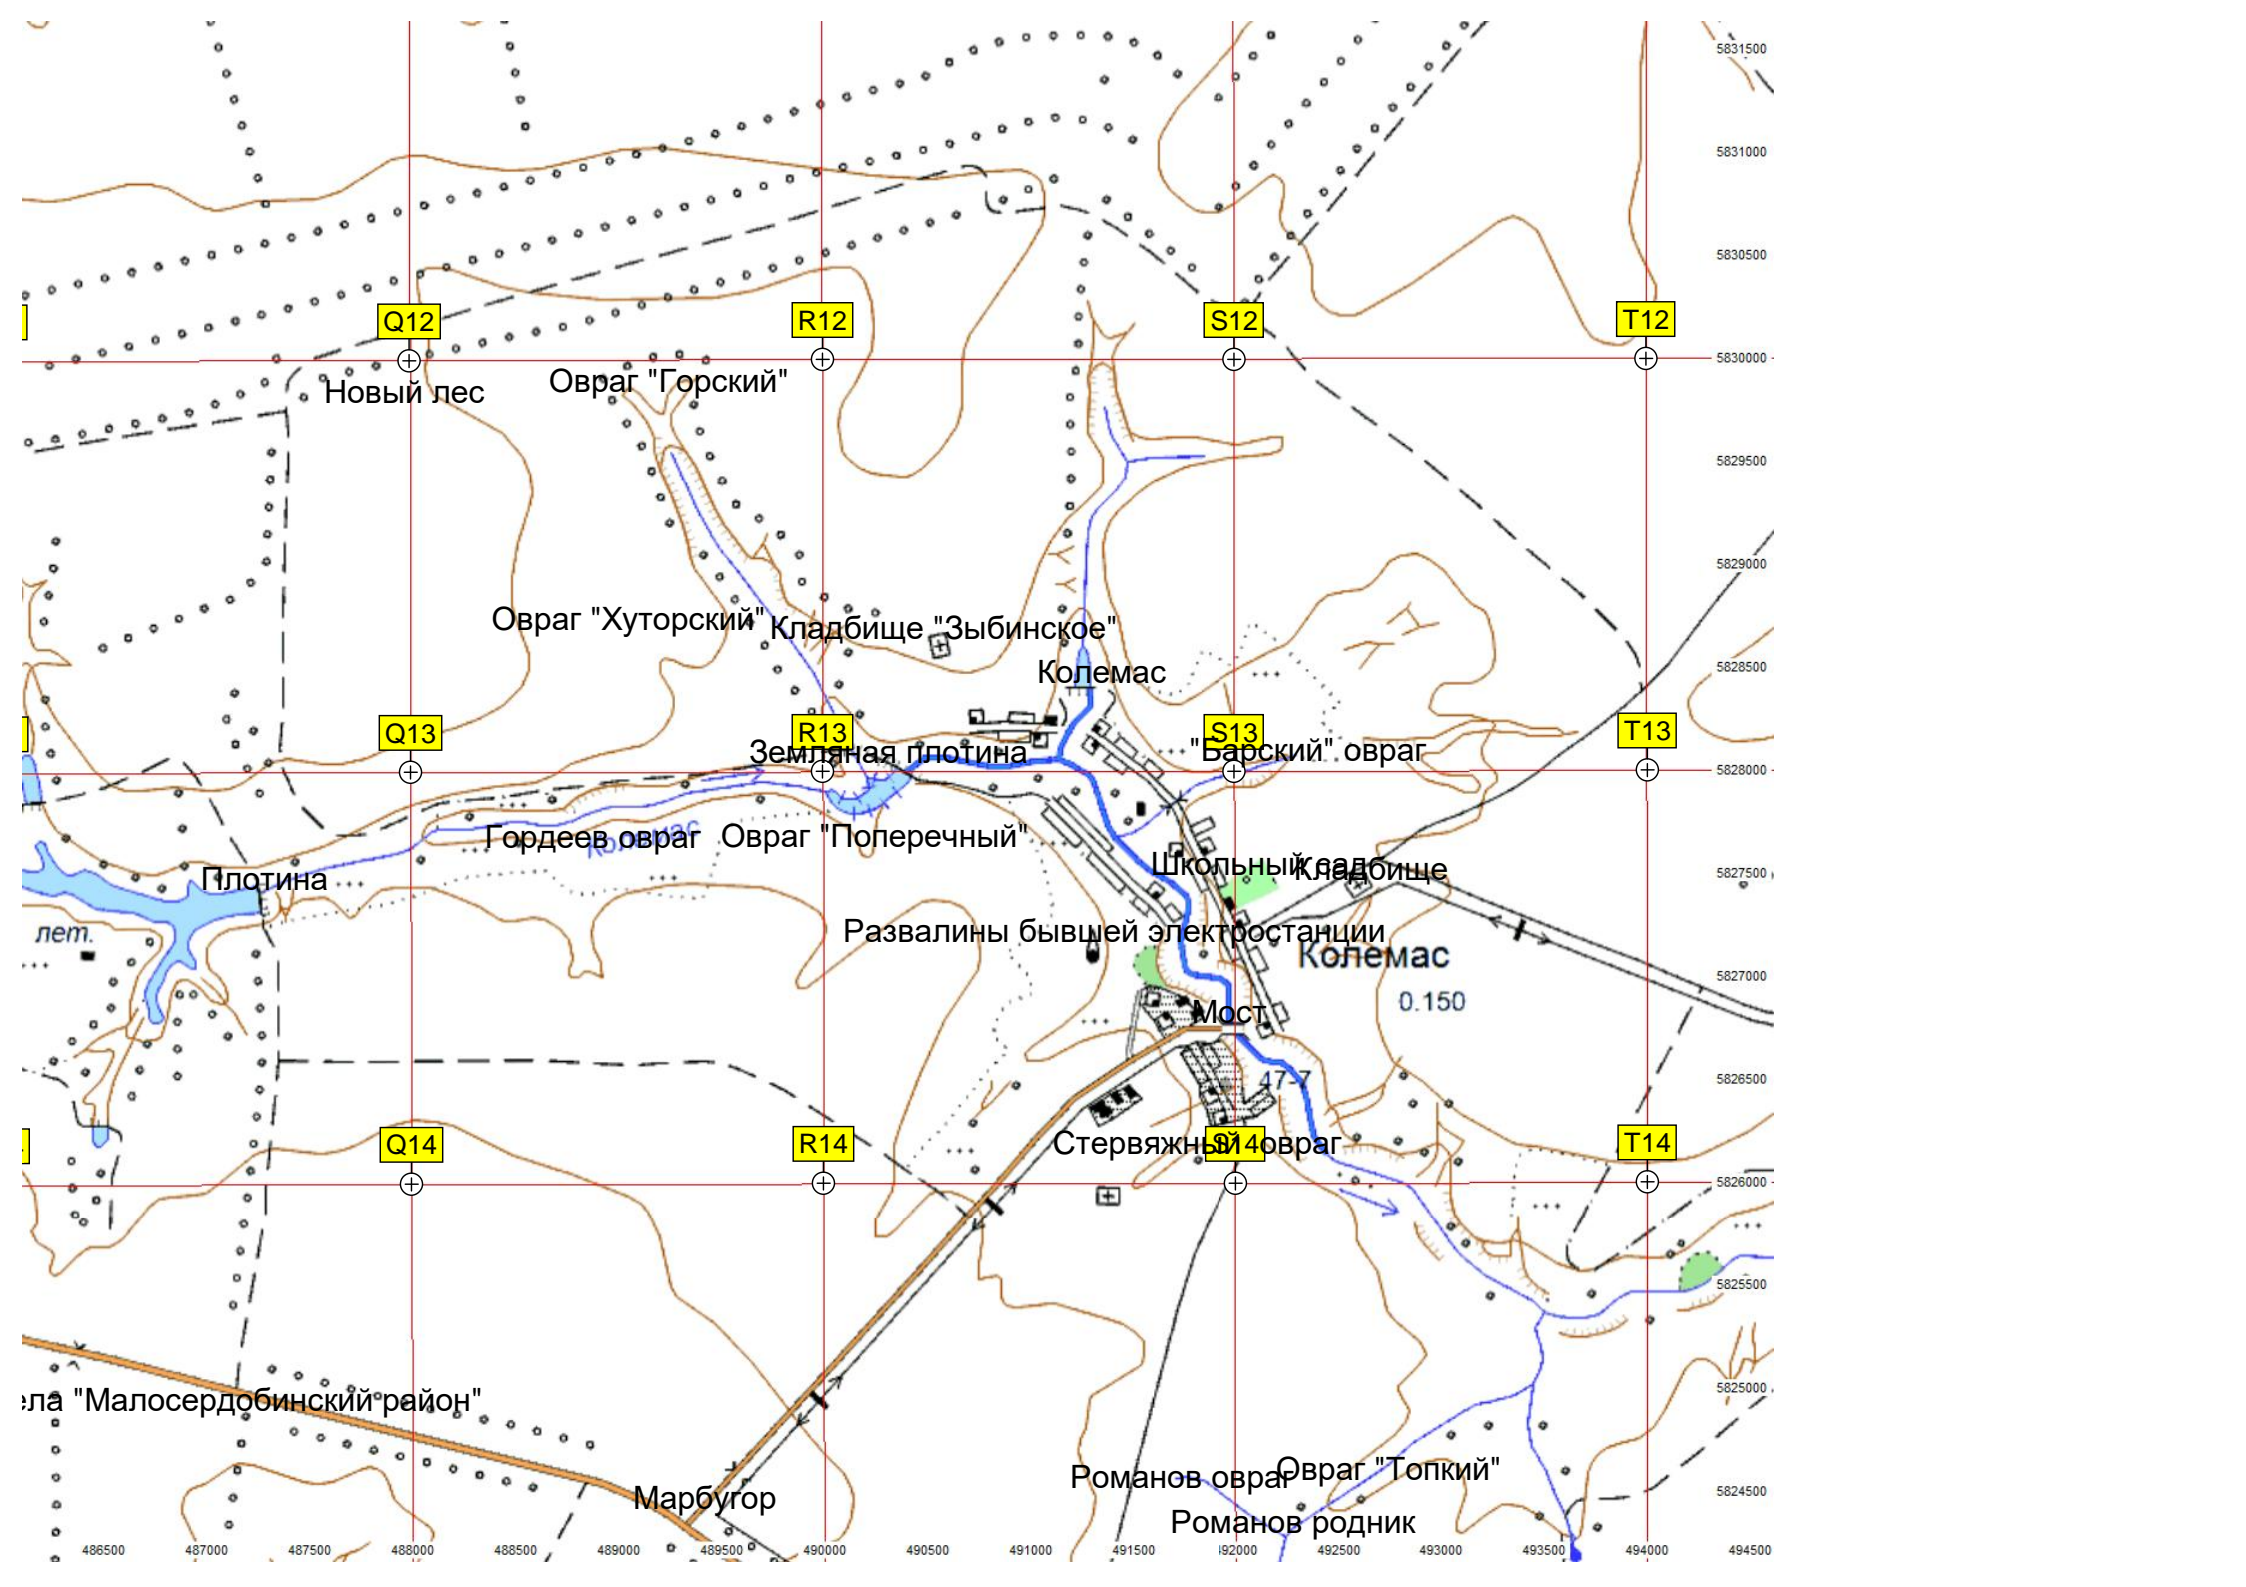 5831500
5831000
5830500
Q12
R12
S12
T12
5830000
Новый лес
Овраг "Горский"
5829500
5829000
Овраг "Хуторский"
Кладбище "Зыбинское"
Колемас
5828500
Q13
R13
S13
T13
Земляная плотина
"Барский" овраг
5828000
Гордеев овраг
Колемас
Овраг "Поперечный"
Школьный сад
Кладбище
5827500
Плотина
лет.
Развалины бывшей электростанции
Колемас
5827000
0.150
Мост
47-7
5826500
Q14
R14
Стервяжный овраг
S14
T14
5826000
5825500
5825000
ела "Малосердобинский район"
Романов овраг
Овраг "Топкий"
5824500
Марбугор
Романов родник
486500 487000 487500 488000 488500 489000 489500 490000 490500 491000 491500 492000 492500 493000 493500 494000 494500